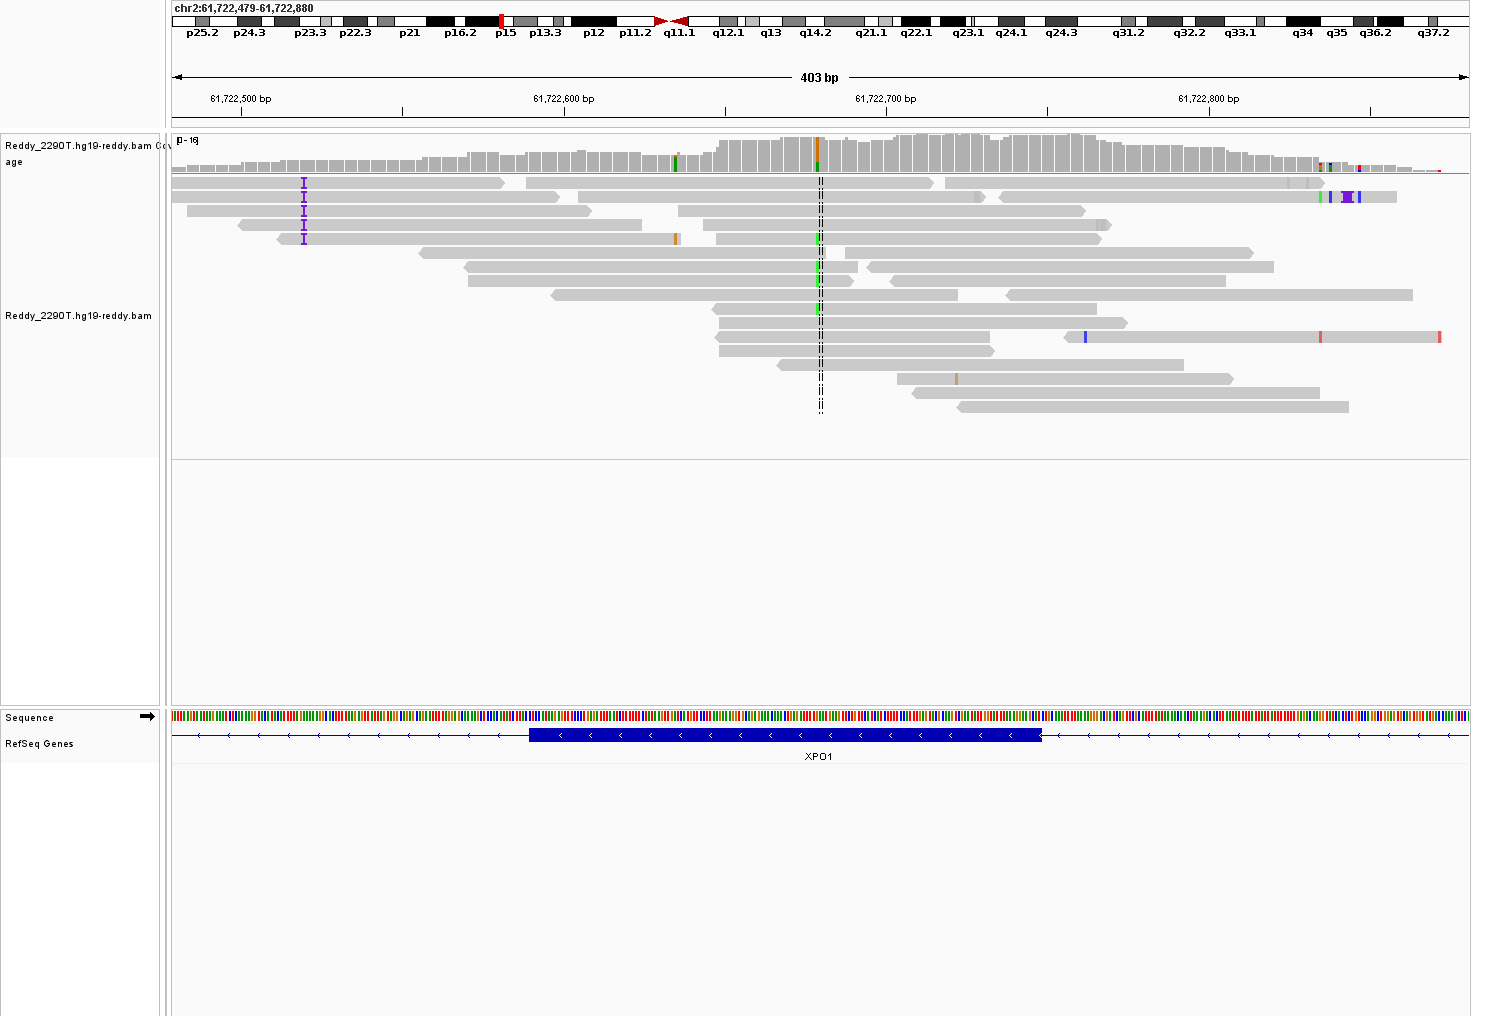 chr2:61,722,479-61,722,880
p25.2 p24.3 p23.3 p22.3 p21 p16.2 p15 p13.3 p12 p11.2 q11.1 q12.1 q13 q14.2 q21.1 q22.1 q23.1 q24.1 q24.3 q31.2 q32.2 q33.1 q34 q35 q36.2 q37.2
403 bp
61,722,500 bp 61,722,600 bp 61,722,700 bp 61,722,800 bp
Reddy_2290T.hg19-reddy.bam Cov
age
[0 - 16]
Reddy_2290T.hg19-reddy.bam
Sequence
RefSeq Genes
XPO1